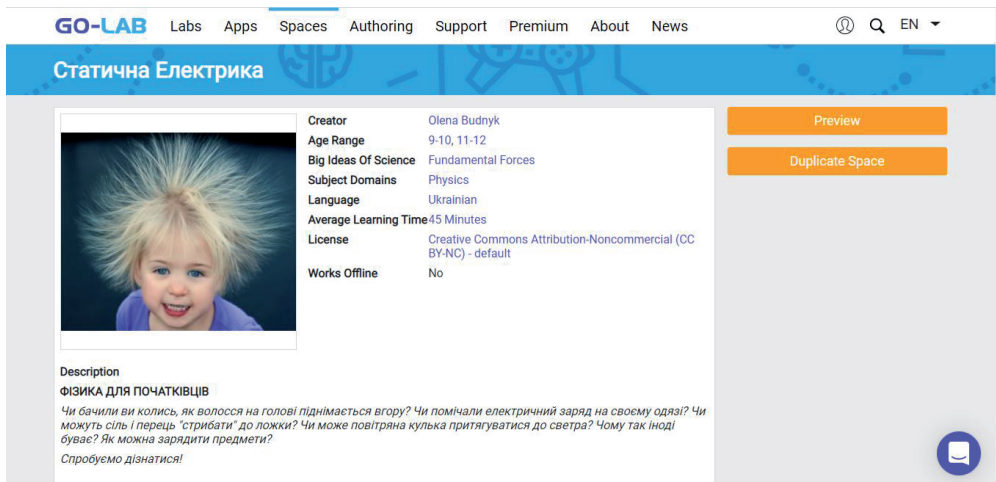 GO-LAB Labs Apps Spaces Authoring Support Premium About News EN
Статична Електрика
Creator Olena Budnyk
Age Range 9-10, 11-12
Big Ideas Of Science Fundamental Forces
Subject Domains Physics
Language Ukrainian
Average Learning Time 45 Minutes
License Creative Commons Attribution-Noncommercial (CC
BY-NC) - default
Works Offline No
Preview
Duplicate Space
Description
ФІЗИКА ДЛЯ ПОЧАТКІВЦІВ
Чи бачили ви колись, як волосся на голові піднімається вгору? Чи помічали електричний заряд на своєму одязі? Чи
можуть сіль і перець "стрибати" до ложки? Чи може повітряна кулька притягуватися до светра? Чому так іноді
буває? Як можна зарядити предмети?
Спробуємо дізнатися!